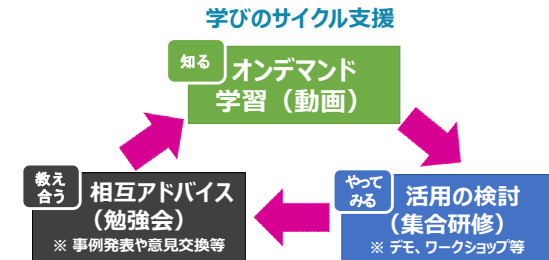 学びのサイクル支援
知る
オンデマンド
学習（動画）
教え
合う
相互アドバイス
（勉強会）
※ 事例発表や意見交換等
やって
みる
活用の検討
（集合研修）
※ デモ、ワークショップ等